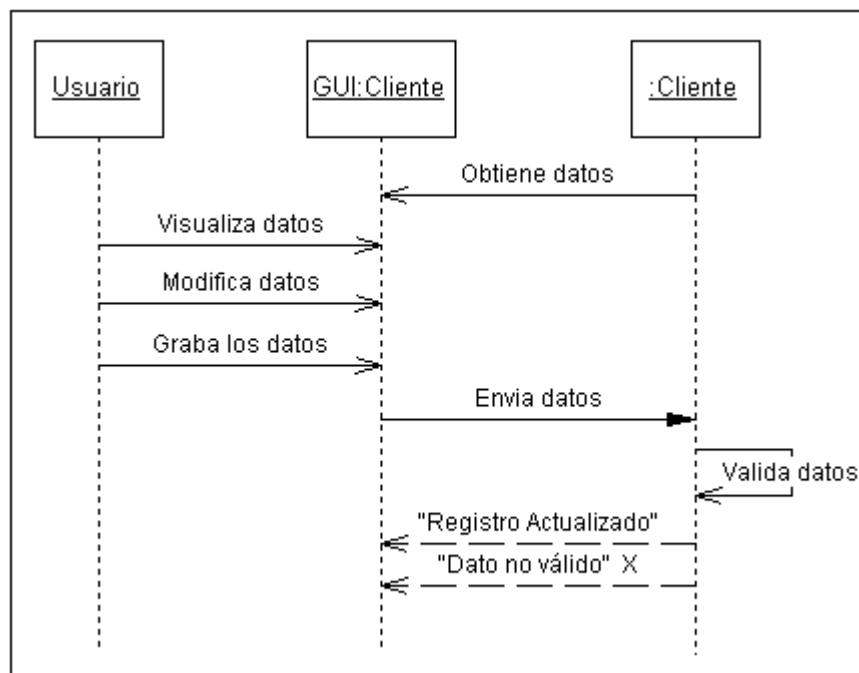 Usuario
GUI:Cliente
:Cliente
Obtiene datos
Visualiza datos
Modifica datos
Graba los datos
Envia datos
Valida datos
"Registro Actualizado"
"Dato no válido" X